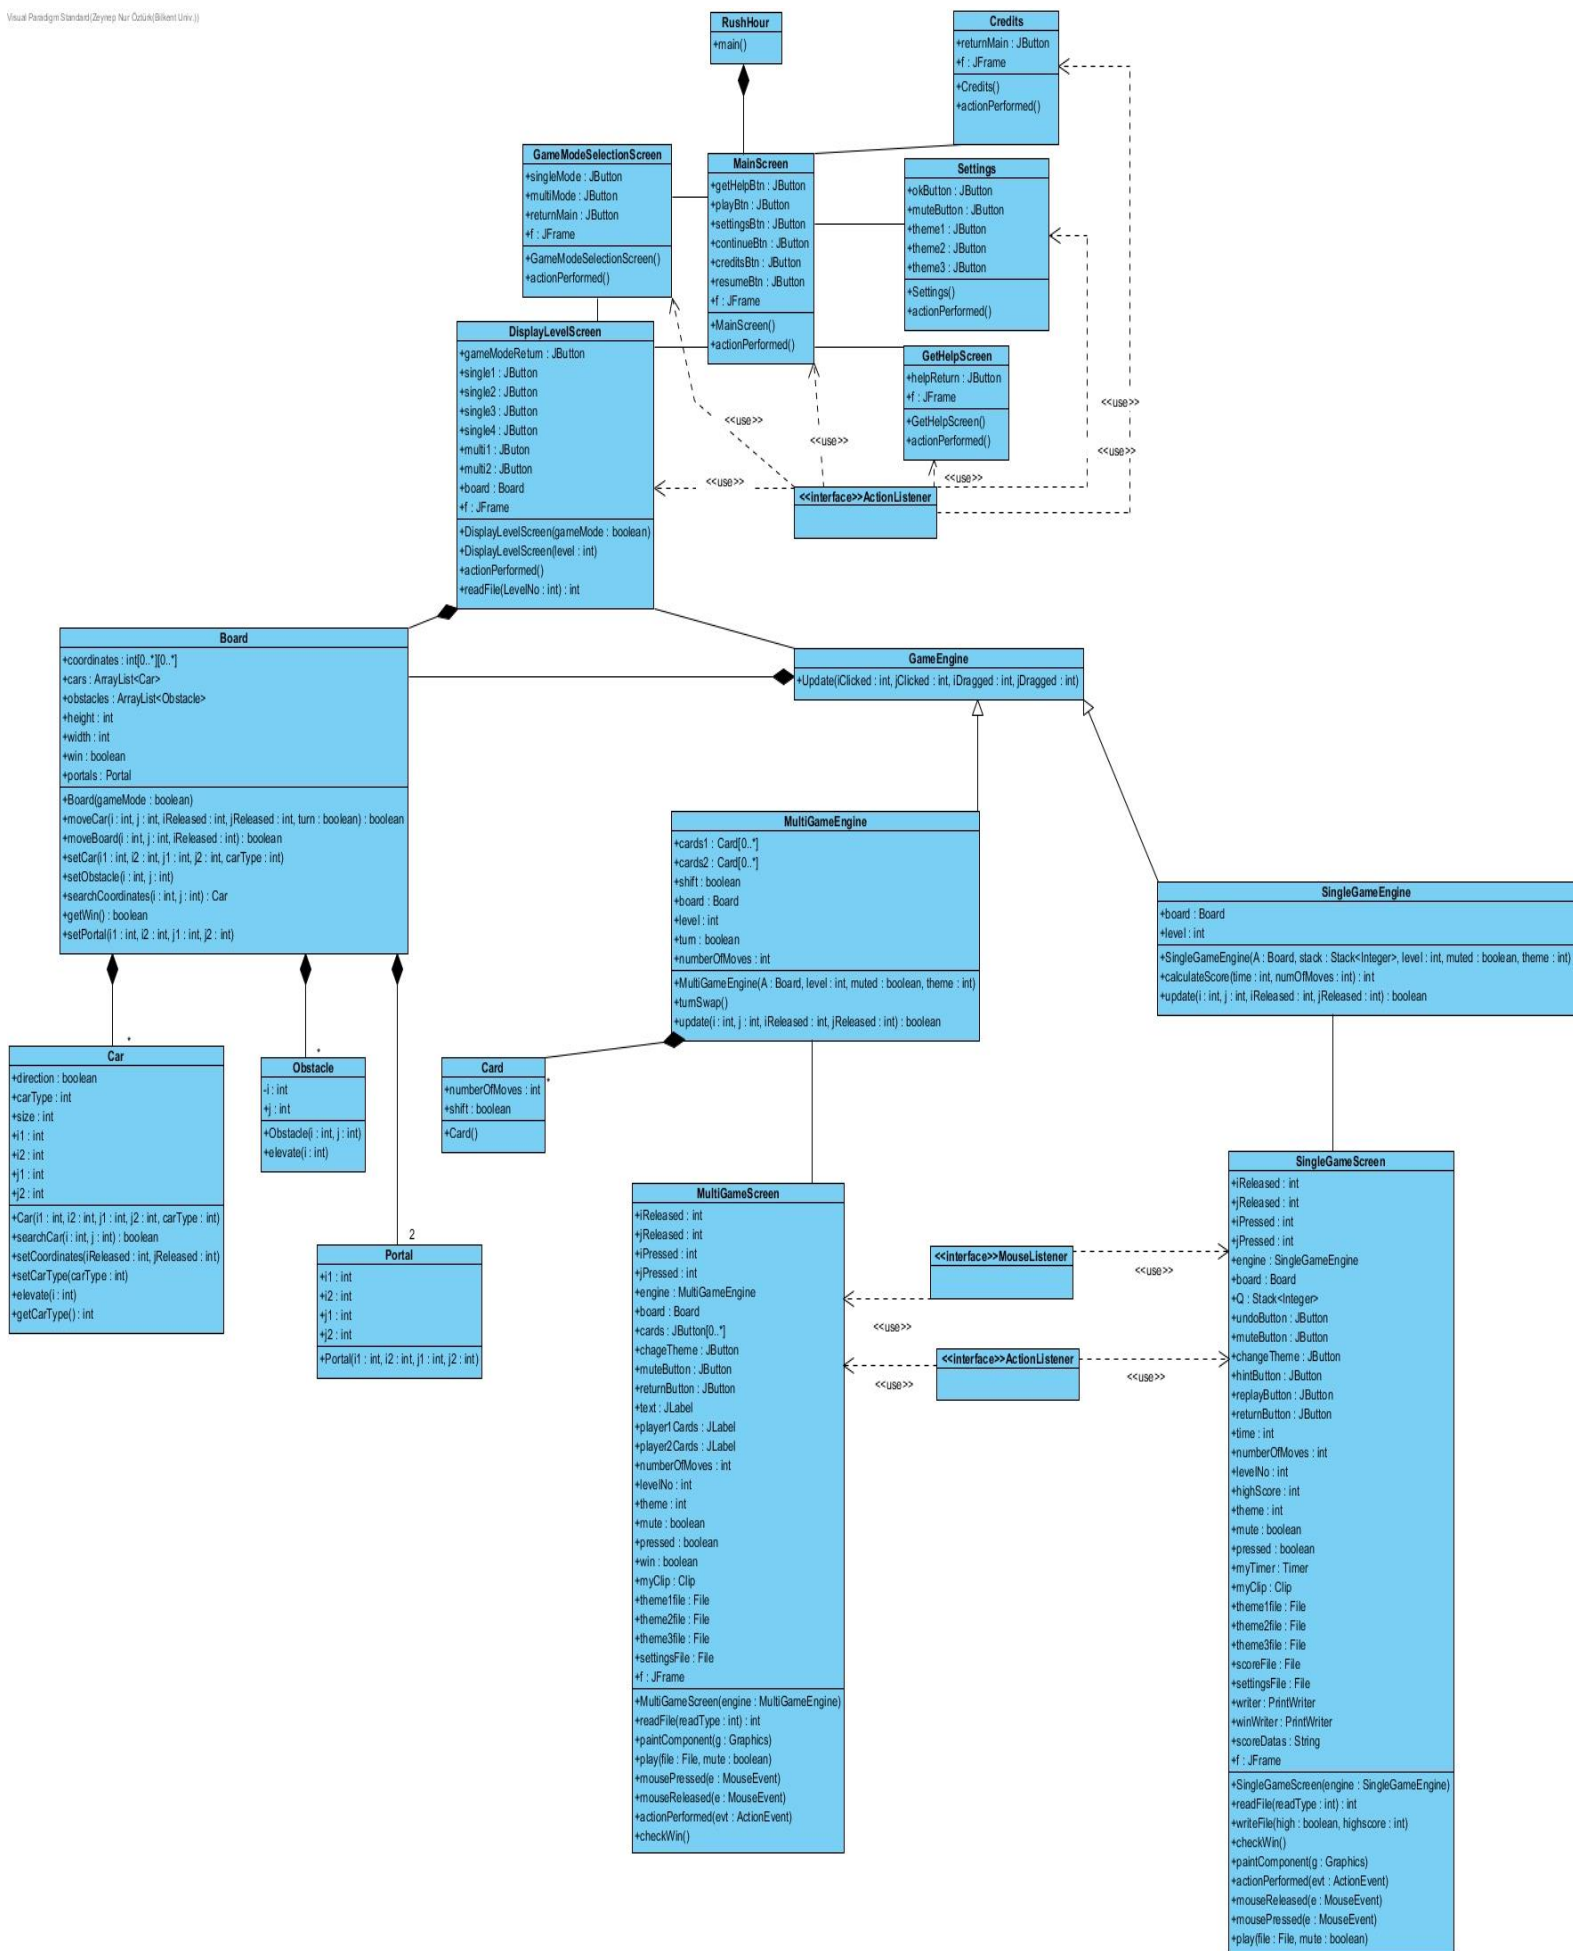 Visual Paradigm Standard(Zeynep Nur Öztürk(Bilkent Univ.))
RushHour
+main()
Credits
+returnMain : JButton
+f : JFrame
+Credits()
+actionPerformed()
GameModeSelectionScreen
+singleMode : JButton
+multiMode : JButton
+returnMain : JButton
+f : JFrame
+GameModeSelectionScreen()
+actionPerformed()
MainScreen
+getHelpBtn : JButton
+playBtn : JButton
+settingsBtn : JButton
+continueBtn : JButton
+creditsBtn : JButton
+resumeBtn : JButton
+f : JFrame
+MainScreen()
+actionPerformed()
Settings
+okButton : JButton
+muteButton : JButton
+theme1 : JButton
+theme2 : JButton
+theme3 : JButton
+Settings()
+actionPerformed()
DisplayLevelScreen
+gameModeReturn : JButton
+single1 : JButton
+single2 : JButton
+single3 : JButton
+single4 : JButton
+multi1 : JButon
+multi2 : JButton
+board : Board
+f : JFrame
+DisplayLevelScreen(gameMode : boolean)
+DisplayLevelScreen(level : int)
+actionPerformed()
+readFile(LevelNo : int) : int
GetHelpScreen
+helpReturn : JButton
+f : JFrame
+GetHelpScreen()
+actionPerformed()
<<use>>
<<use>>
<<use>>
<<use>>
<<use>>
<<use>>
<<interface>>ActionListener
Board
+coordinates : int[0..*][0..*]
+cars : ArrayList<Car>
+obstacles : ArrayList<Obstacle>
+height : int
+width : int
+win : boolean
+portals : Portal
+Board(gameMode : boolean)
+moveCar(i : int, j : int, iReleased : int, jReleased : int, turn : boolean) : boolean
+moveBoard(i : int, j : int, iReleased : int) : boolean
+setCar(i1 : int, i2 : int, j1 : int, j2 : int, carType : int)
+setObstacle(i : int, j : int)
+searchCoordinates(i : int, j : int) : Car
+getWin() : boolean
+setPortal(i1 : int, i2 : int, j1 : int, j2 : int)
GameEngine
+Update(iClicked : int, jClicked : int, iDragged : int, jDragged : int)
MultiGameEngine
+cards1 : Card[0..*]
+cards2 : Card[0..*]
+shift : boolean
+board : Board
+level : int
+turn : boolean
+numberOfMoves : int
+MultiGameEngine(A : Board, level : int, muted : boolean, theme : int)
+turnSwap()
+update(i : int, j : int, iReleased : int, jReleased : int) : boolean
SingleGameEngine
+board : Board
+level : int
+SingleGameEngine(A : Board, stack : Stack<Integer>, level : int, muted : boolean, theme : int)
+calculateScore(time : int, numOfMoves : int) : int
+update(i : int, j : int, iReleased : int, jReleased : int) : boolean
*
Car
+direction : boolean
+carType : int
+size : int
+i1 : int
+i2 : int
+j1 : int
+j2 : int
+Car(i1 : int, i2 : int, j1 : int, j2 : int, carType : int)
+searchCar(i : int, j : int) : boolean
+setCoordinates(iReleased : int, jReleased : int)
+setCarType(carType : int)
+elevate(i : int)
+getCarType() : int
*
Obstacle
-i : int
+j : int
+Obstacle(i : int, j : int)
+elevate(i : int)
*
Card
+numberOfMoves : int
+shift : boolean
+Card()
2
Portal
+i1 : int
+i2 : int
+j1 : int
+j2 : int
+Portal(i1 : int, i2 : int, j1 : int, j2 : int)
MultiGameScreen
+iReleased : int
+jReleased : int
+iPressed : int
+jPressed : int
+engine : MultiGameEngine
+board : Board
+cards : JButton[0..*]
+chageTheme : JButton
+muteButton : JButton
+returnButton : JButton
+text : JLabel
+player1Cards : JLabel
+player2Cards : JLabel
+numberOfMoves : int
+levelNo : int
+theme : int
+mute : boolean
+pressed : boolean
+win : boolean
+myClip : Clip
+theme1file : File
+theme2file : File
+theme3file : File
+settingsFile : File
+f : JFrame
+MultiGameScreen(engine : MultiGameEngine)
+readFile(readType : int) : int
+paintComponent(g : Graphics)
+play(file : File, mute : boolean)
+mousePressed(e : MouseEvent)
+mouseReleased(e : MouseEvent)
+actionPerformed(evt : ActionEvent)
+checkWin()
<<interface>>MouseListener
<<use>>
<<use>>
<<interface>>ActionListener
<<use>>
<<use>>
SingleGameScreen
+iReleased : int
+jReleased : int
+iPressed : int
+jPressed : int
+engine : SingleGameEngine
+board : Board
+Q : Stack<Integer>
+undoButton : JButton
+muteButton : JButton
+changeTheme : JButton
+hintButton : JButton
+replayButton : JButton
+returnButton : JButton
+time : int
+numberOfMoves : int
+levelNo : int
+highScore : int
+theme : int
+mute : boolean
+pressed : boolean
+myTimer : Timer
+myClip : Clip
+theme1file : File
+theme2file : File
+theme3file : File
+scoreFile : File
+settingsFile : File
+writer : PrintWriter
+winWriter : PrintWriter
+scoreDatas : String
+f : JFrame
+SingleGameScreen(engine : SingleGameEngine)
+readFile(readType : int) : int
+writeFile(high : boolean, highscore : int)
+checkWin()
+paintComponent(g : Graphics)
+actionPerformed(evt : ActionEvent)
+mouseReleased(e : MouseEvent)
+mousePressed(e : MouseEvent)
+play(file : File, mute : boolean)